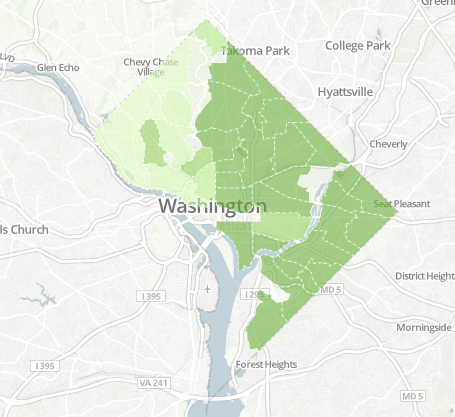 Greenb
Takoma Park
College Park
Chevy Chase
Village
Glen Echo
Hyattsville
Cheverly
Washington
Seat Pleasant
lls Church
District Height
I 395
I 295
MD 5
Morningside
I 395
Forest Heights
VA 241
MD 5